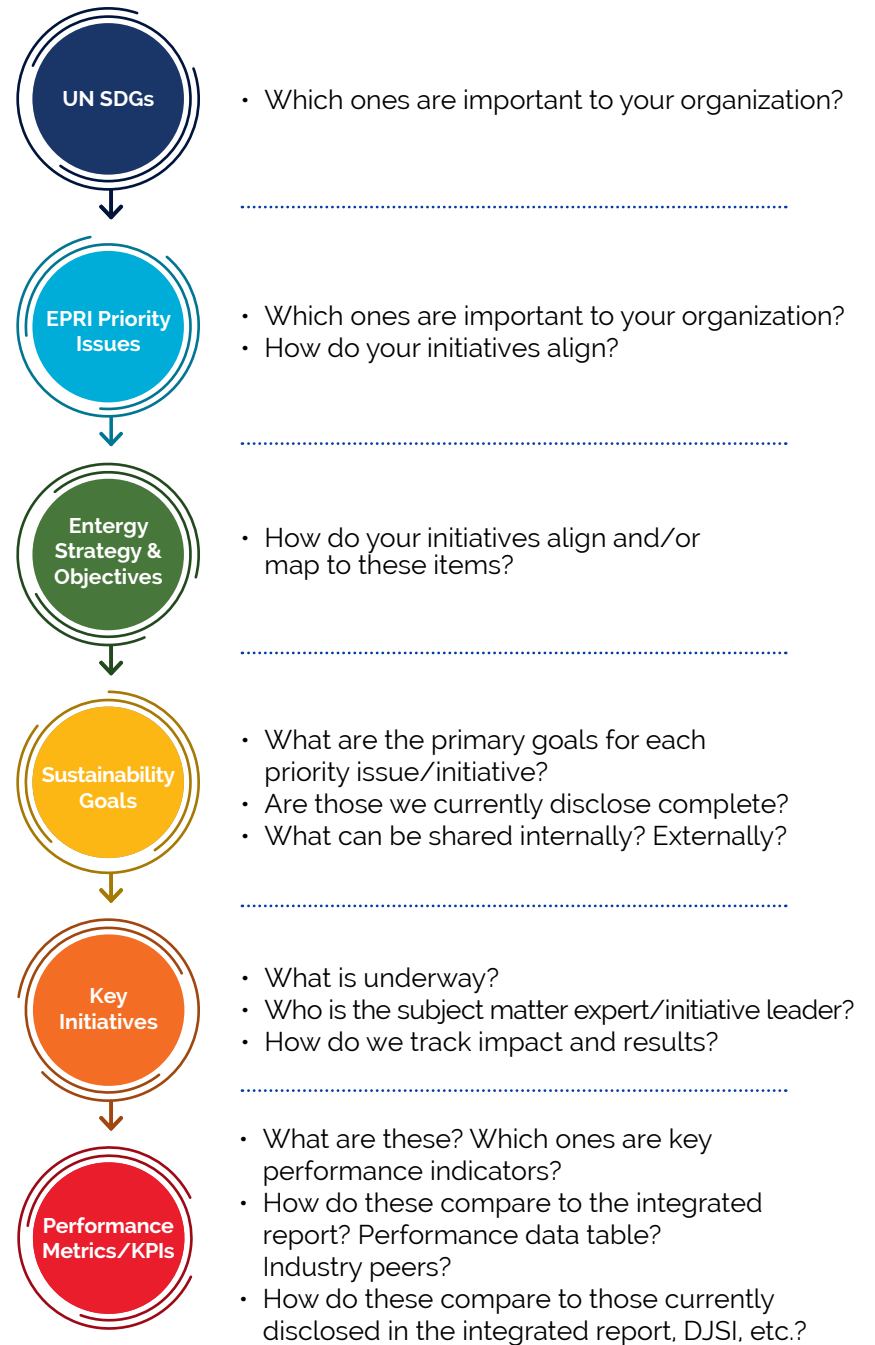 UN SDGs
• Which ones are important to your organization?
EPRI Priority
Issues
• Which ones are important to your organization?
• How do your initiatives align?
Entergy
Strategy &
Objectives
• How do your initiatives align and/or
map to these items?
Sustainability
Goals
• What are the primary goals for each
priority issue/initiative?
• Are those we currently disclose complete?
• What can be shared internally? Externally?
Key
Initiatives
• What is underway?
• Who is the subject matter expert/initiative leader?
• How do we track impact and results?
Performance
Metrics/KPIs
• What are these? Which ones are key
performance indicators?
• How do these compare to the integrated
report? Performance data table?
Industry peers?
• How do these compare to those currently
disclosed in the integrated report, DJSI, etc.?